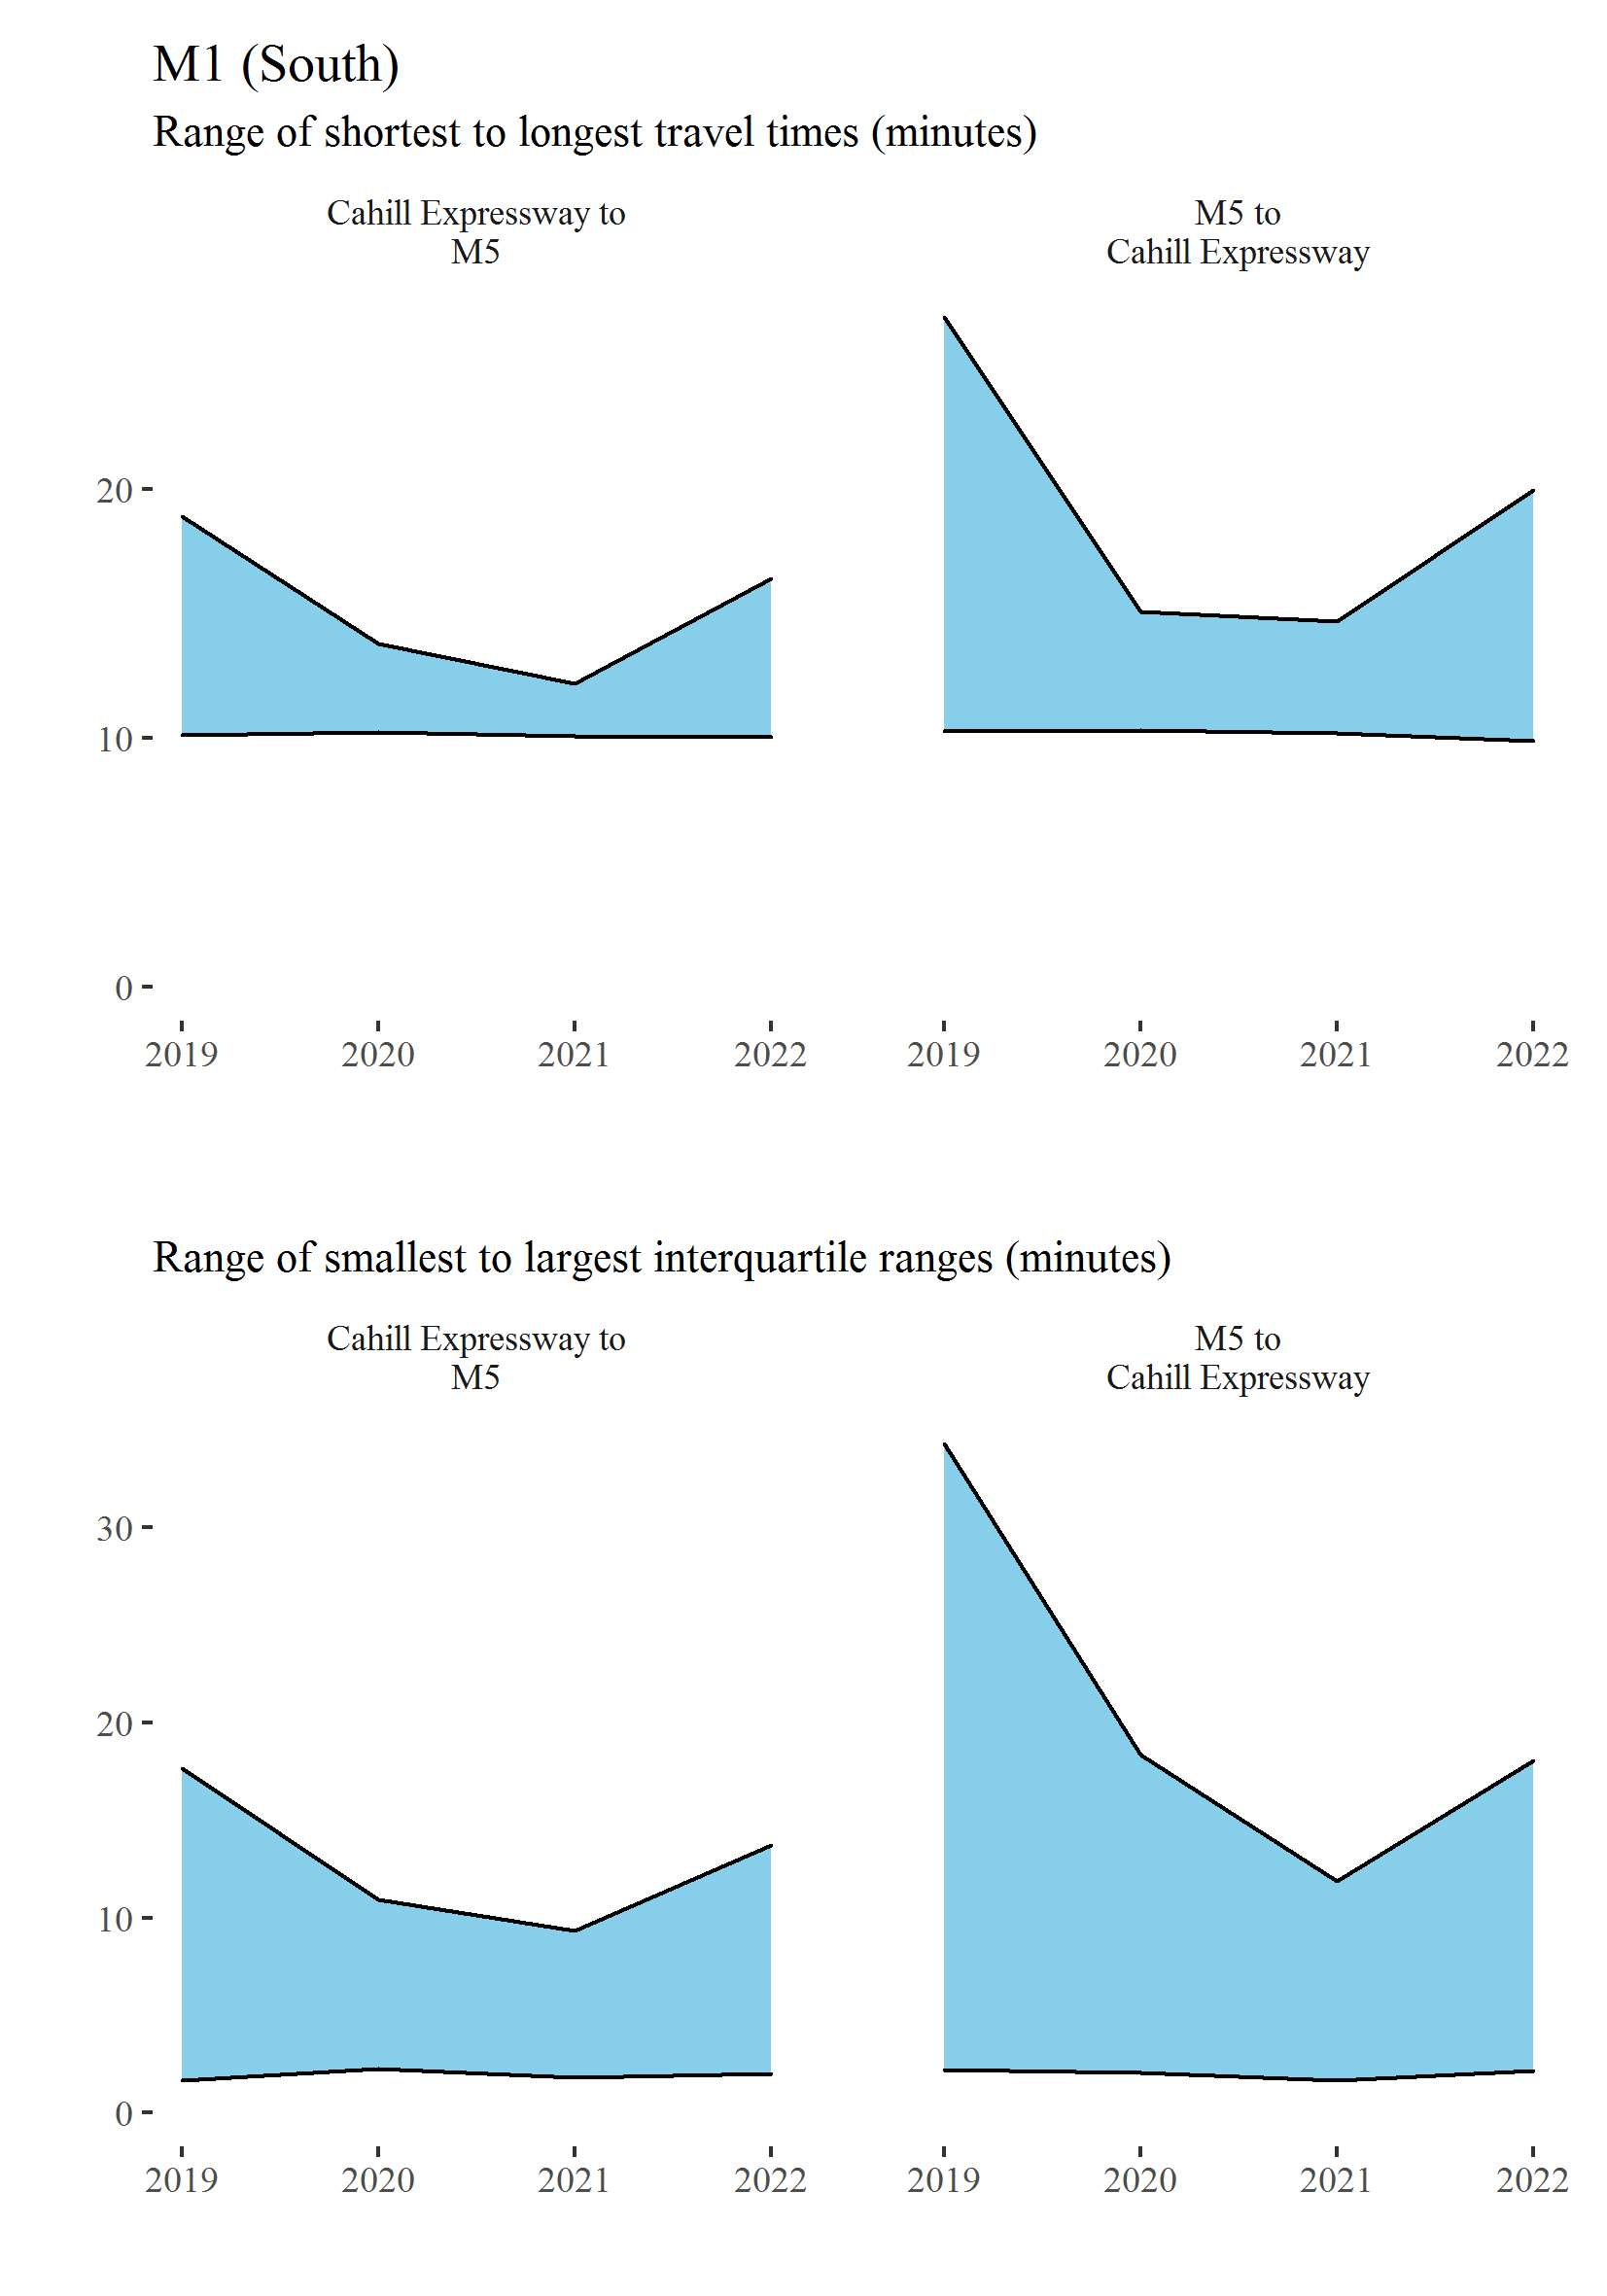 M1 (South)
Range of shortest to longest travel times (minutes)
Cahill Expressway to
M5
M5 to
Cahill Expressway
20
10
0
2019 2020 2021 2022 2019 2020 2021 2022
Range of smallest to largest interquartile ranges (minutes)
Cahill Expressway to
M5
M5 to
Cahill Expressway
30
20
10
0
2019 2020 2021 2022 2019 2020 2021 2022